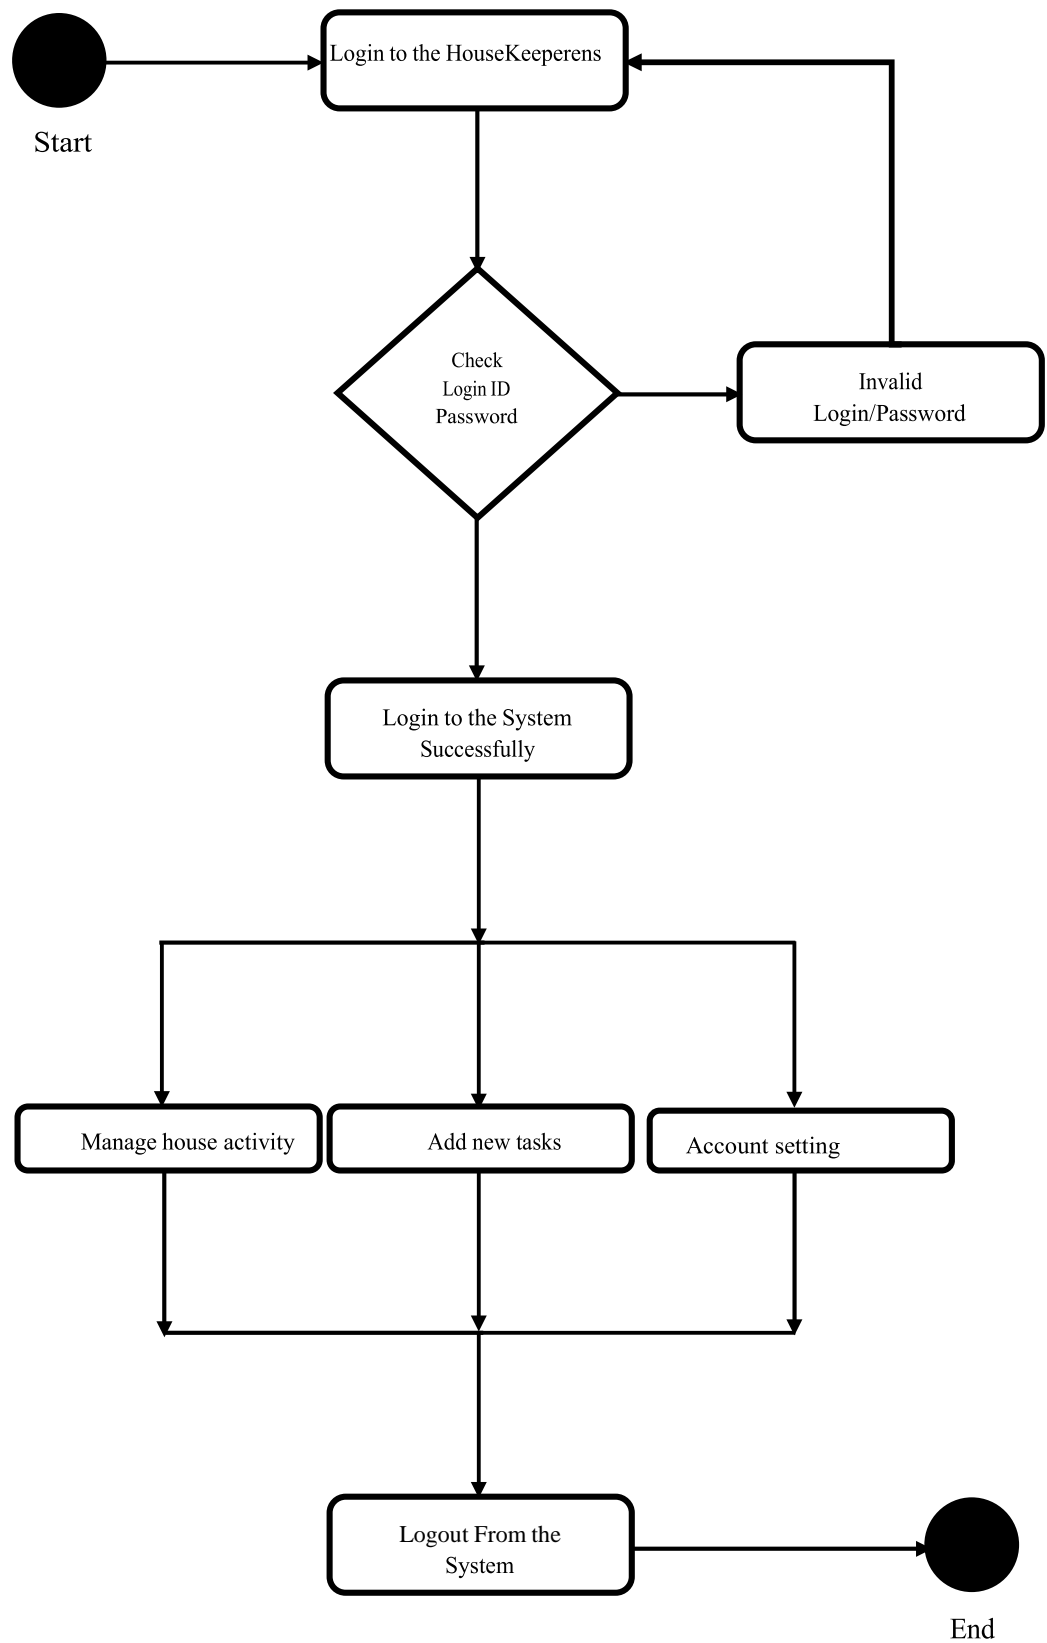 Login to the HouseKeeperens
Start
Check
Login ID
Password
Invalid
Login/Password
Login to the System
Successfully
Manage house activity
Add new tasks
Account setting
Logout From the
System
End